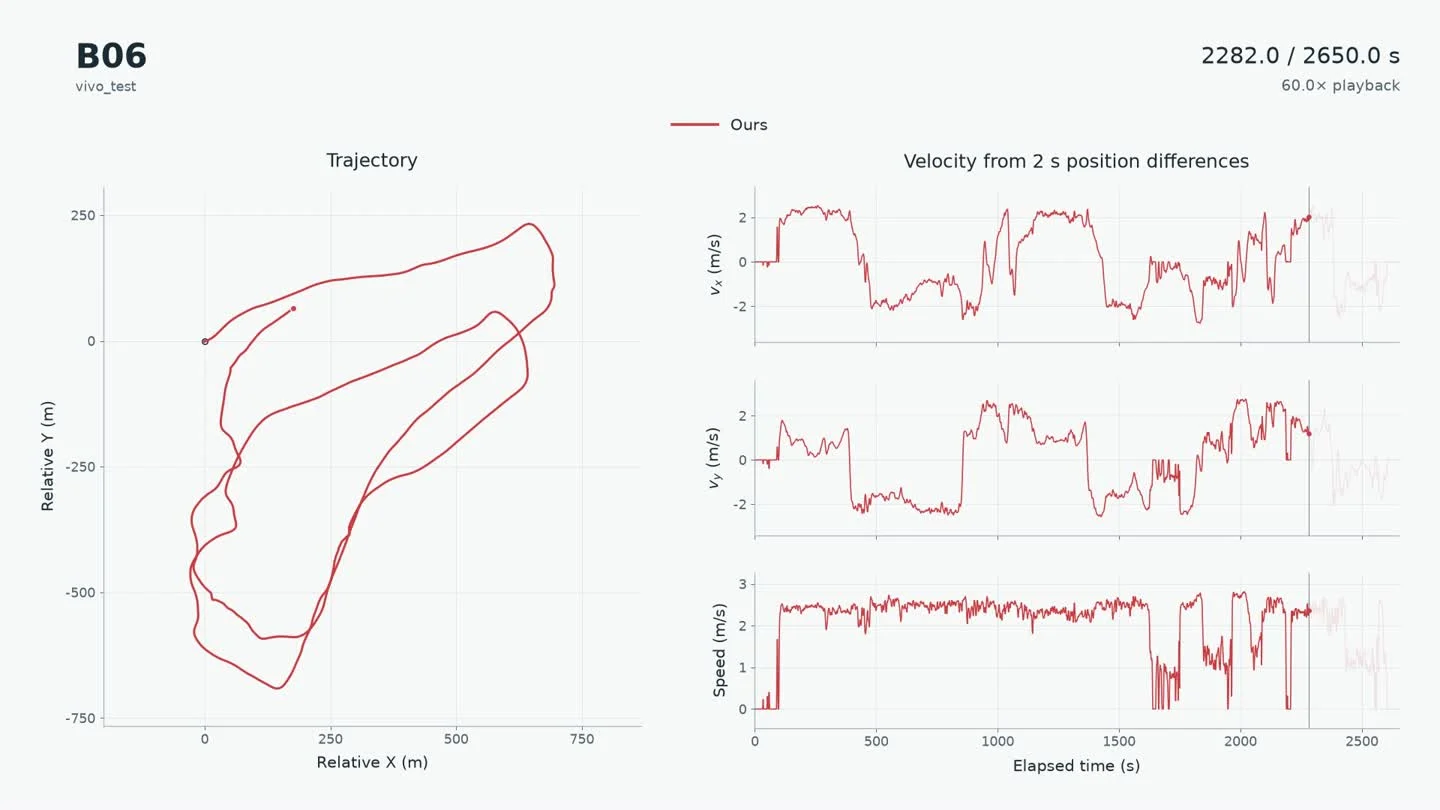 B06
vivo_test
2282.0 / 2650.0 s
60.0× playback
Ours
Trajectory
250
0
-250
-500
-750
Relative Y (m)
0
250
500
750
Relative X (m)
Velocity from 2 s position differences
2
0
-2
vx (m/s)
2
0
-2
vy (m/s)
3
2
1
0
Speed (m/s)
0
500
1000
1500
2000
2500
Elapsed time (s)